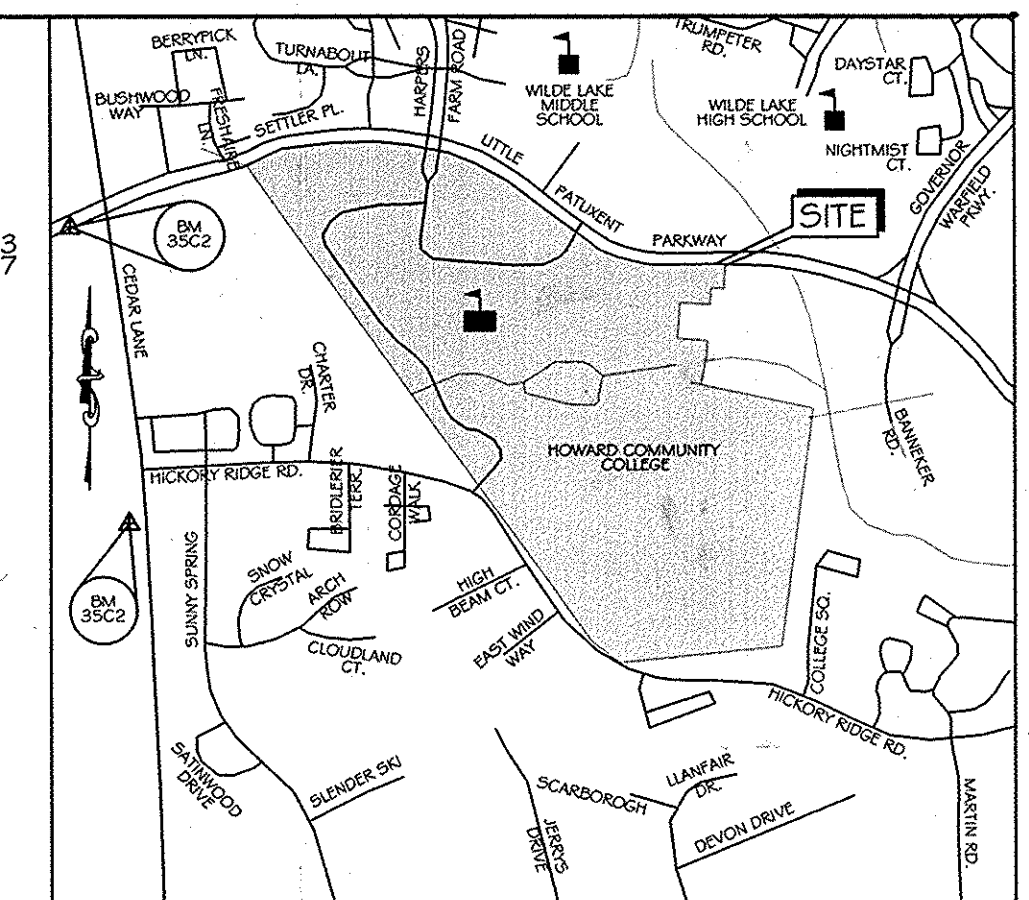 BERRYPICK
LN.
TURNABOUT
LA.
HARPERS
FARM ROAD
TRUMPETER
RD.
DAYSTAR
CT.
BUSHWOOD
WAY
FRESHAIRE
LN.
SETTLER PL.
WILDE LAKE
MIDDLE
SCHOOL
WILDE LAKE
HIGH SCHOOL
NIGHTMIST
CT.
GOVERNOR
WARFIELD
PKWY.
LITTLE
PATUXENT
PARKWAY
SITE
BM
35C2
3
7
CEDAR LANE
CHARTER
DR.
HICKORY RIDGE RD.
BRIDLERIER
TERR.
CORDAGE
WALK
HOWARD COMMUNITY
COLLEGE
BANNEKER
RD.
BM
35C2
SUNNY SPRING
SNOW
CRYSTAL
ARCH
ROW
CLOUDLAND
CT.
HIGH
BEAM CT.
EAST WIND
WAY
COLLEGE SQ.
HICKORY RIDGE RD.
SATINWOOD
DRIVE
SLENDER SKI
JERRYS
DRIVE
SCARBOROGH
LLANFAIR
DR.
DEVON DRIVE
MARTIN RD.